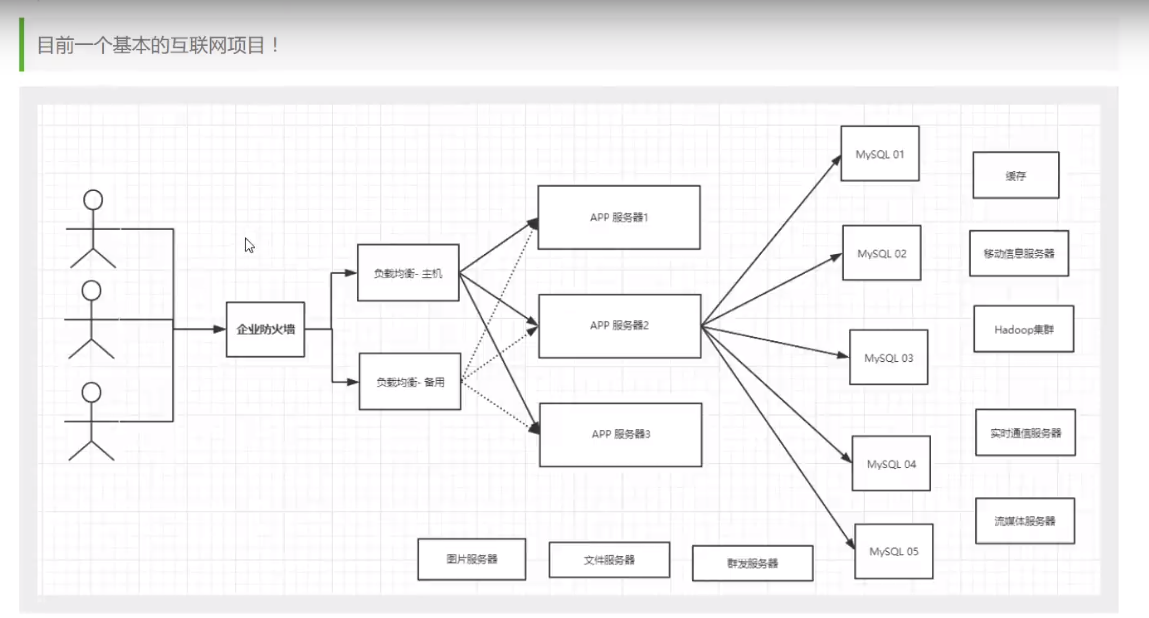 目前一个基本的互联网项目！
MySQL 01
缓存
APP 服务器1
移动信息服务器
MySQL 02
负载均衡- 主机
企业防火墙
APP 服务器2
Hadoop集群
MySQL 03
负载均衡- 备用
APP 服务器3
实时通信服务器
MySQL 04
流媒体服务器
MySQL 05
图片服务器
文件服务器
群发服务器